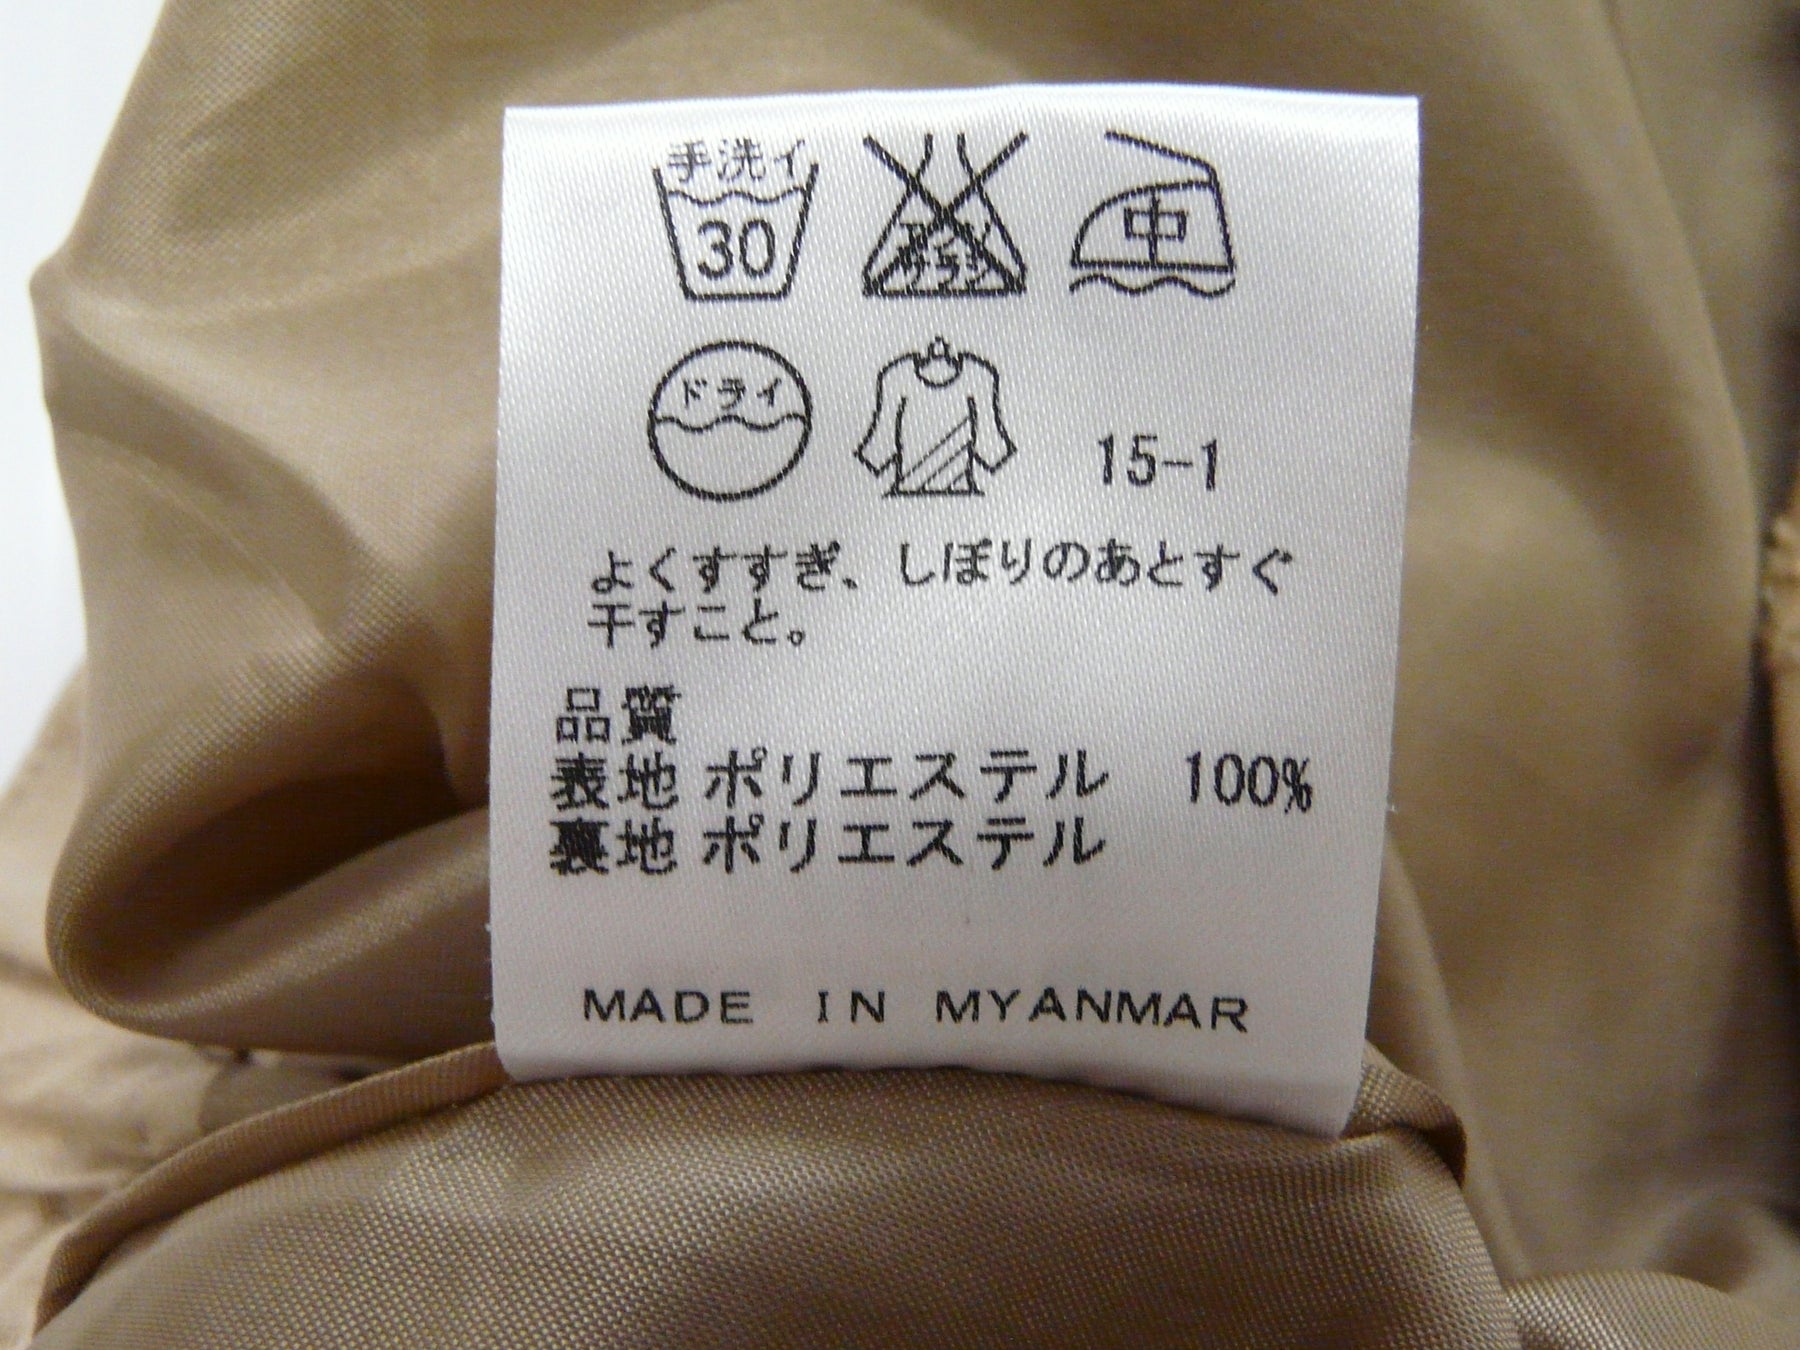 手洗イ
30
エンソ
サラシ
中
ドライ
15-1
よくすすぎ、しぼりのあとすぐ
干すこと。
品質
表地 ポリエステル 100%
裏地 ポリエステル
MADE IN MYANMAR